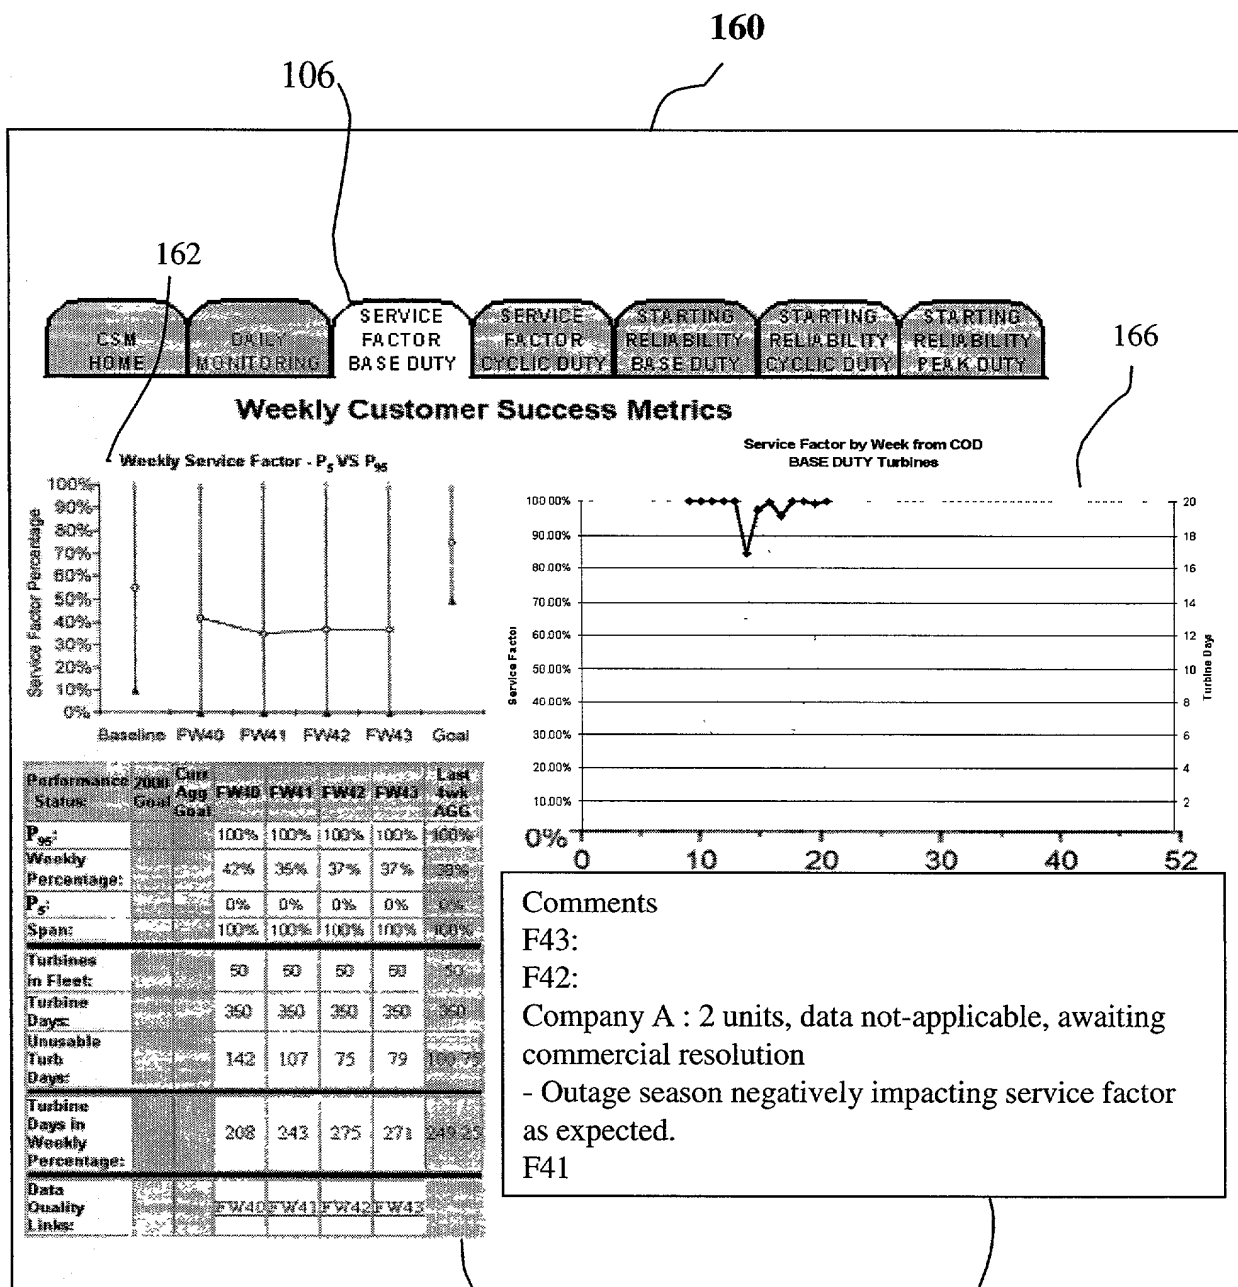 160
106
162
166
CSM HOME
DAILY MONITORING
SERVICE FACTOR BASE DUTY
SERVICE FACTOR CYCLIC DUTY
STARTING RELIABILITY BASE DUTY
STARTING RELIABILITY CYCLIC DUTY
STARTING RELIABILITY PEAK DUTY
Weekly Customer Success Metrics
Weekly Service Factor - P5 VS P95
Service Factor Percentage
100%
90%
80%
70%
60%
50%
40%
30%
20%
10%
0%
Baseline FW40 FW41 FW42 FW43 Goal
Service Factor by Week from COD
BASE DUTY Turbines
Service Factor
100.00%
90.00%
80.00%
70.00%
60.00%
50.00%
40.00%
30.00%
20.00%
10.00%
0%
0 10 20 30 40 52
20
18
16
14
12
10
8
6
4
2
Turbine Days
Performance Status: 2000 Goal Curr Agg Goal FW40 FW41 FW42 FW43 Last 4wk AGG
P95: 100% 100% 100% 100% 100%
Weekly Percentage: 42% 35% 37% 37%
P5: 0% 0% 0% 0% 0%
Span: 100% 100% 100% 100% 100%
Turbines in Fleet: 50 50 50 50 50
Turbine Days: 350 350 350 350 350
Unusable Turb Days: 142 107 75 79 100.75
Turbine Days in Weekly Percentage: 208 243 275 271 249.25
Data Quality Links: FW40 FW41 FW42 FW43
Comments
F43:
F42:
Company A : 2 units, data not-applicable, awaiting
commercial resolution
- Outage season negatively impacting service factor
as expected.
F41